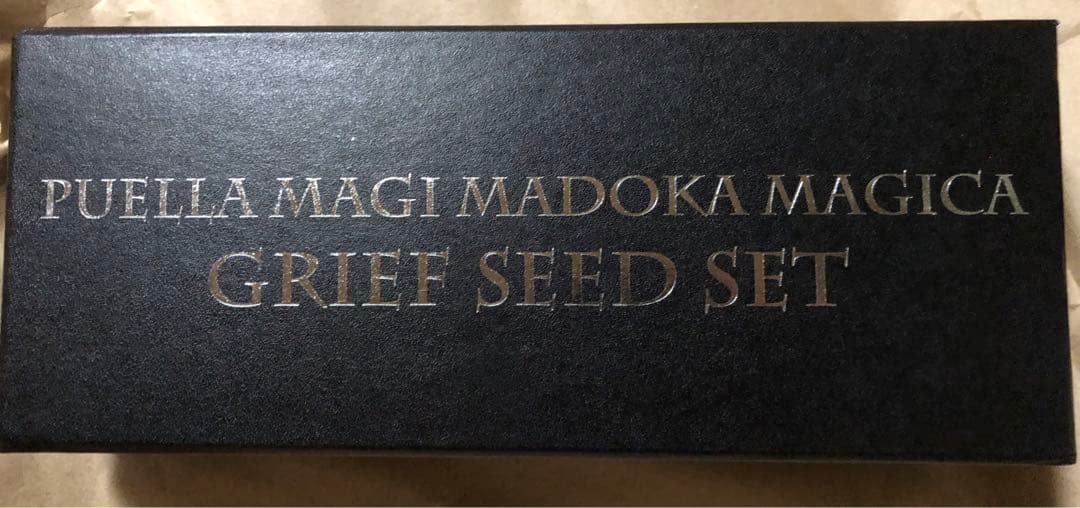 PUELLA MAGI MADOKA MAGICA
GRIEF SEED SET